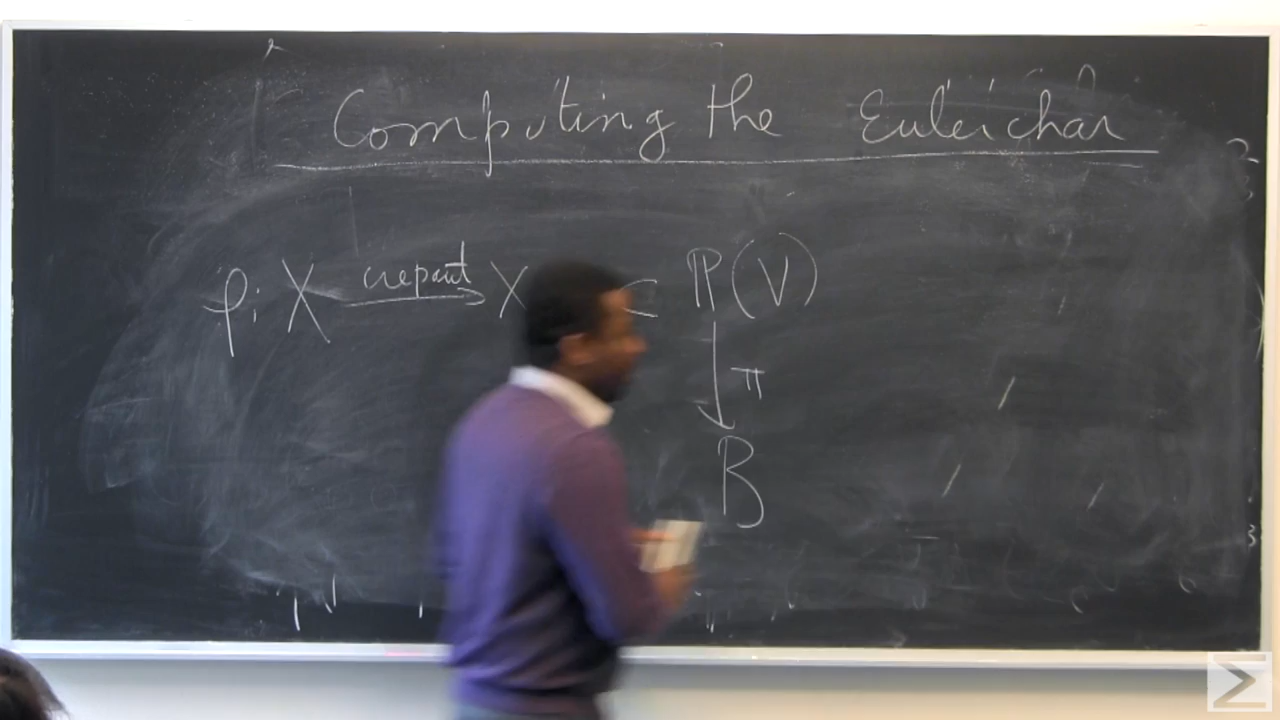 Computing the Euler char
ρ: X crepant X ⊂ P(V)
π
B